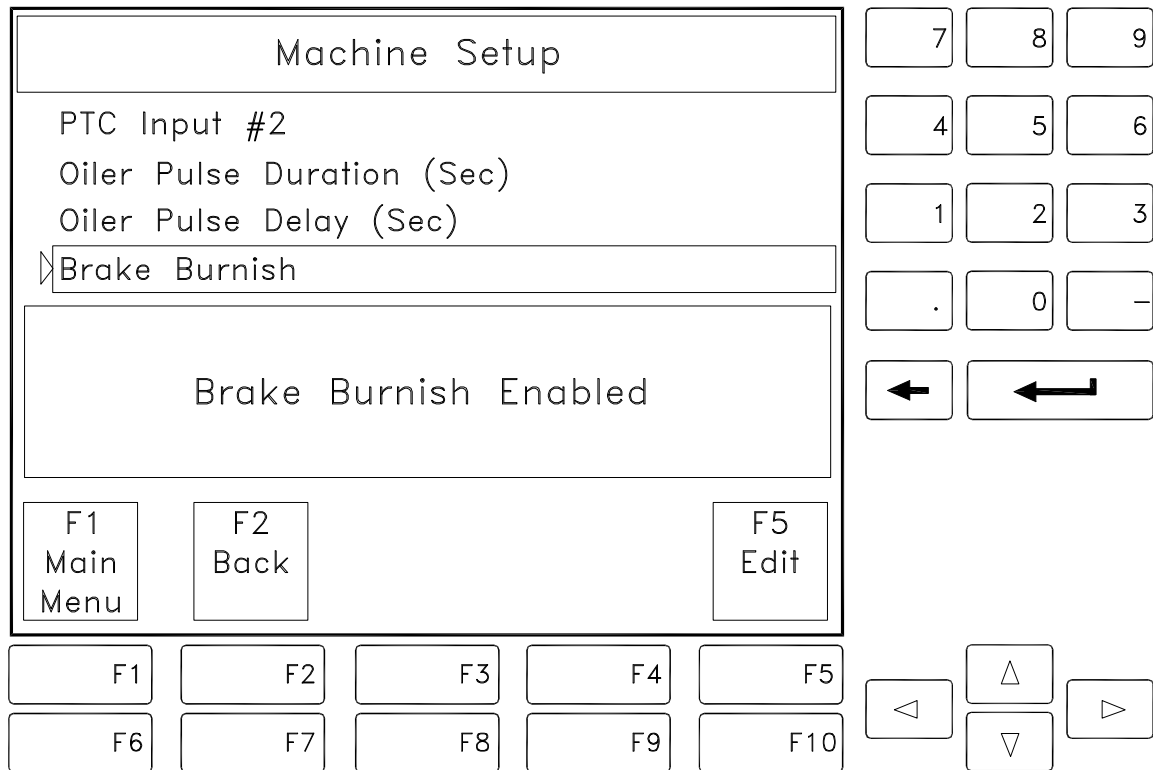 Machine Setup
PTC Input #2
Oiler Pulse Duration (Sec)
Oiler Pulse Delay (Sec)
Brake Burnish
Brake Burnish Enabled
F1 Main Menu
F2 Back
F5 Edit
7 8 9
4 5 6
1 2 3
. 0 –
F1 F2 F3 F4 F5
F6 F7 F8 F9 F10